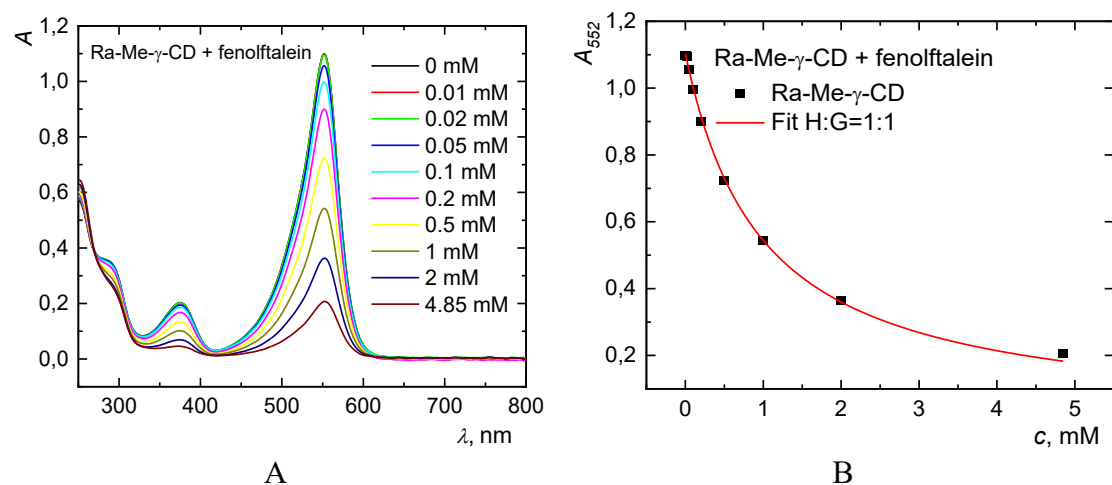 A
1,2
1,0
0,8
0,6
0,4
0,2
0,0
Ra-Me-γ-CD + fenolftalein
0 mM
0.01 mM
0.02 mM
0.05 mM
0.1 mM
0.2 mM
0.5 mM
1 mM
2 mM
4.85 mM
300 400 500 600 700 800
λ, nm
A
A552
1,2
1,0
0,8
0,6
0,4
0,2
Ra-Me-γ-CD + fenolftalein
Ra-Me-γ-CD
Fit H:G=1:1
0 1 2 3 4 5
c, mM
B